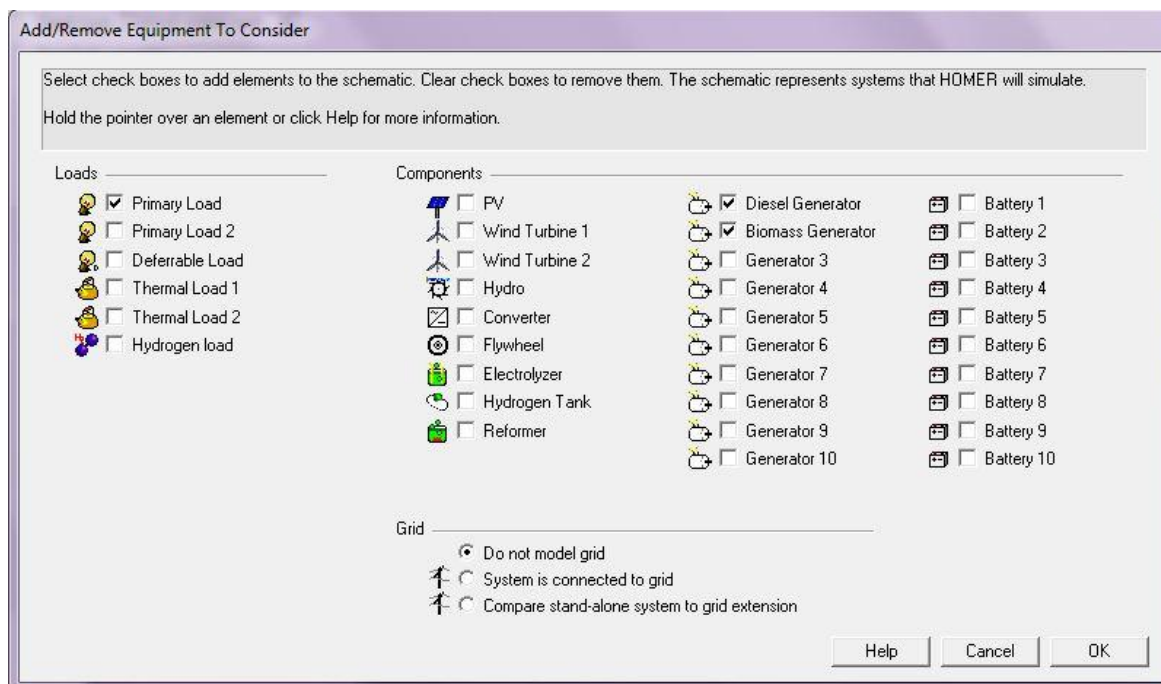 Add/Remove Equipment To Consider
Select check boxes to add elements to the schematic. Clear check boxes to remove them. The schematic represents systems that HOMER will simulate.
Hold the pointer over an element or click Help for more information.
Loads
Primary Load
Primary Load 2
Deferrable Load
Thermal Load 1
Thermal Load 2
Hydrogen load
Components
PV
Wind Turbine 1
Wind Turbine 2
Hydro
Converter
Flywheel
Electrolyzer
Hydrogen Tank
Reformer
Diesel Generator
Biomass Generator
Generator 3
Generator 4
Generator 5
Generator 6
Generator 7
Generator 8
Generator 9
Generator 10
Battery 1
Battery 2
Battery 3
Battery 4
Battery 5
Battery 6
Battery 7
Battery 8
Battery 9
Battery 10
Grid
Do not model grid
System is connected to grid
Compare stand-alone system to grid extension
Help
Cancel
OK